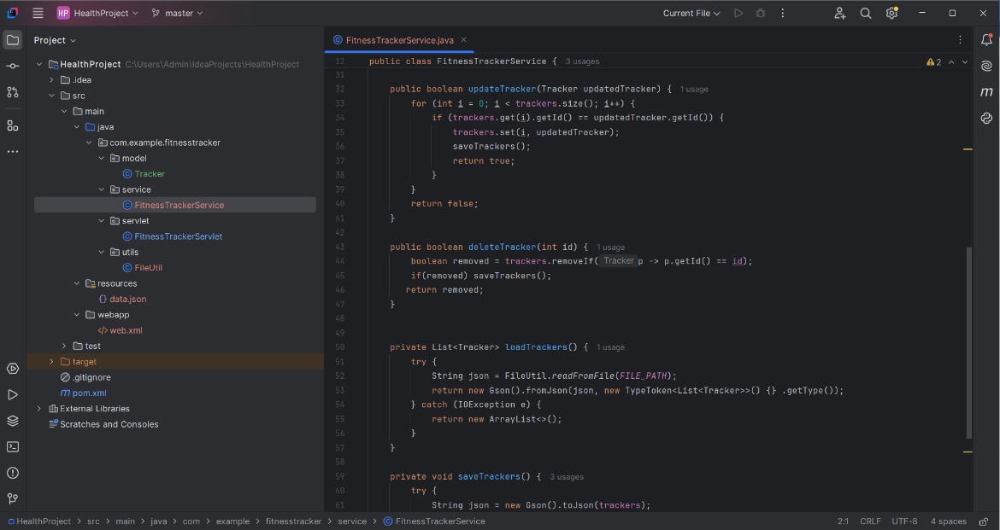 HP HealthProject master Current File
Project
FitnessTrackerService.java
HealthProject C:\Users\Admin\IdeaProjects\HealthProject
.idea
src
main
java
com.example.fitnesstracker
model
Tracker
service
FitnessTrackerService
servlet
FitnessTrackerServlet
utils
FileUtil
resources
{} data.json
webapp
</> web.xml
test
target
.gitignore
m pom.xml
External Libraries
Scratches and Consoles
12 public class FitnessTrackerService { 3 usages
2
31
32 public boolean updateTracker(Tracker updatedTracker) { 1 usage
33 for (int i = 0; i < trackers.size(); i++) {
34 if (trackers.get(i).getId() == updatedTracker.getId()) {
35 trackers.set(i, updatedTracker);
36 saveTrackers();
37 return true;
38 }
39 }
40 return false;
41 }
42
43 public boolean deleteTracker(int id) { 1 usage
44 boolean removed = trackers.removeIf( Tracker p -> p.getId() == id);
45 if(removed) saveTrackers();
46 return removed;
47 }
48
49
50 private List<Tracker> loadTrackers() { 1 usage
51 try {
52 String json = FileUtil.readFromFile(FILE_PATH);
53 return new Gson().fromJson(json, new TypeToken<List<Tracker>>() {} .getType());
54 } catch (IOException e) {
55 return new ArrayList<>();
56 }
57 }
58
59 private void saveTrackers() { 3 usages
60 try {
61 String json = new Gson().toJson(trackers);
m
HealthProject > src > main > java > com > example > fitnesstracker > service > FitnessTrackerService
2:1 CRLF UTF-8 4 spaces